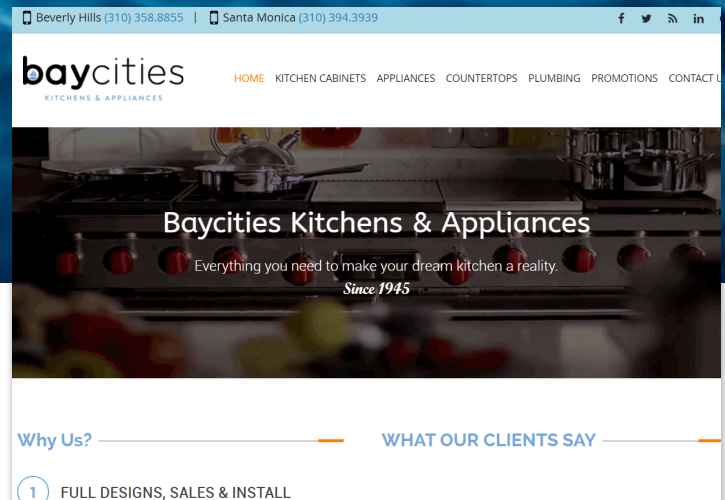 Beverly Hills (310) 358.8855 | Santa Monica (310) 394.3939
baycities
KITCHENS & APPLIANCES
HOME KITCHEN CABINETS APPLIANCES COUNTERTOPS PLUMBING PROMOTIONS CONTACT U
Baycities Kitchens & Appliances
Everything you need to make your dream kitchen a reality.
Since 1945
Why Us?
WHAT OUR CLIENTS SAY
1 FULL DESIGNS, SALES & INSTALL